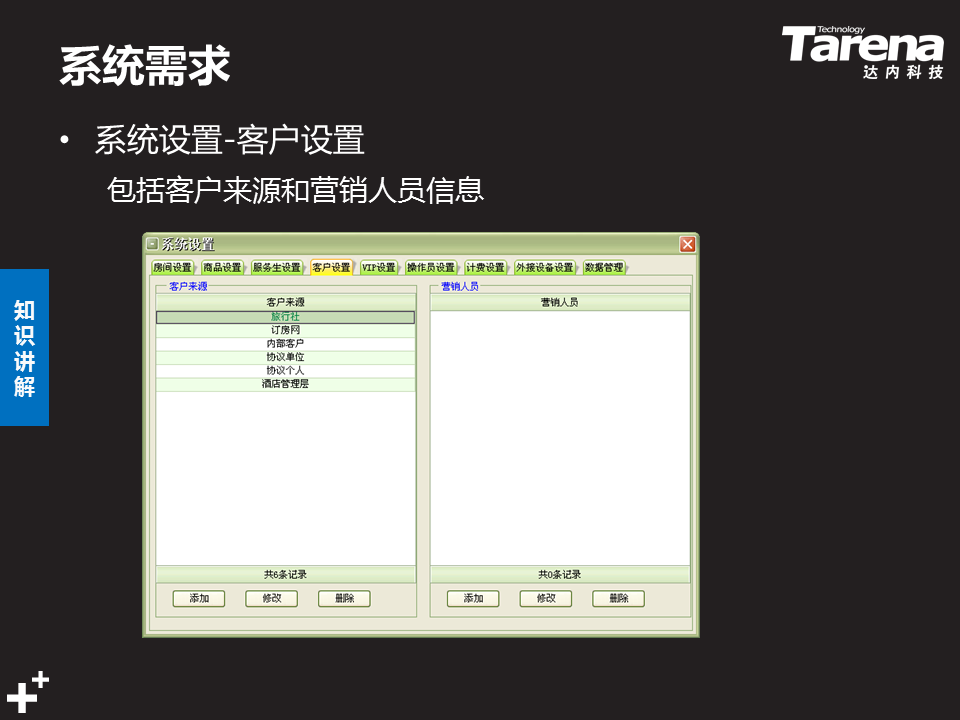 系统需求
Technology
Tarena
达内科技
• 系统设置-客户设置
包括客户来源和营销人员信息
知识讲解
系统设置
房间设置 商品设置 服务生设置 客户设置 VIP设置 操作员设置 计费设置 外接设备设置 数据管理
客户来源 营销人员
客户来源 营销人员
旅行社
订房网
内部客户
协议单位
协议个人
酒店管理层
共6条记录 共0条记录
添加 修改 删除 添加 修改 删除